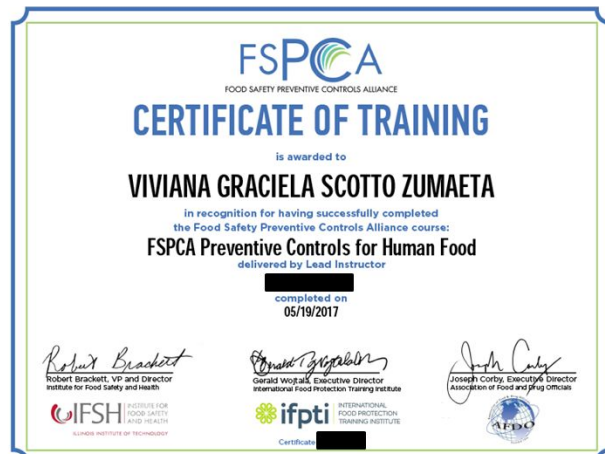 FSPCA
FOOD SAFETY PREVENTIVE CONTROLS ALLIANCE
CERTIFICATE OF TRAINING
is awarded to
VIVIANA GRACIELA SCOTTO ZUMAETA
in recognition for having successfully completed
the Food Safety Preventive Controls Alliance course:
FSPCA Preventive Controls for Human Food
delivered by Lead Instructor
completed on
05/19/2017
Robert Brackett
Joseph Corby
Robert Brackett, VP and Director
Institute for Food Safety and Health
Gerald Wojtala, Executive Director
International Food Protection Training Institute
Joseph Corby, Executive Director
Association of Food and Drug Officials
IFSH INSTITUTE FOR FOOD SAFETY AND HEALTH
ILLINOIS INSTITUTE OF TECHNOLOGY
ifpti INTERNATIONAL FOOD PROTECTION TRAINING INSTITUTE
AFDO
Certificate